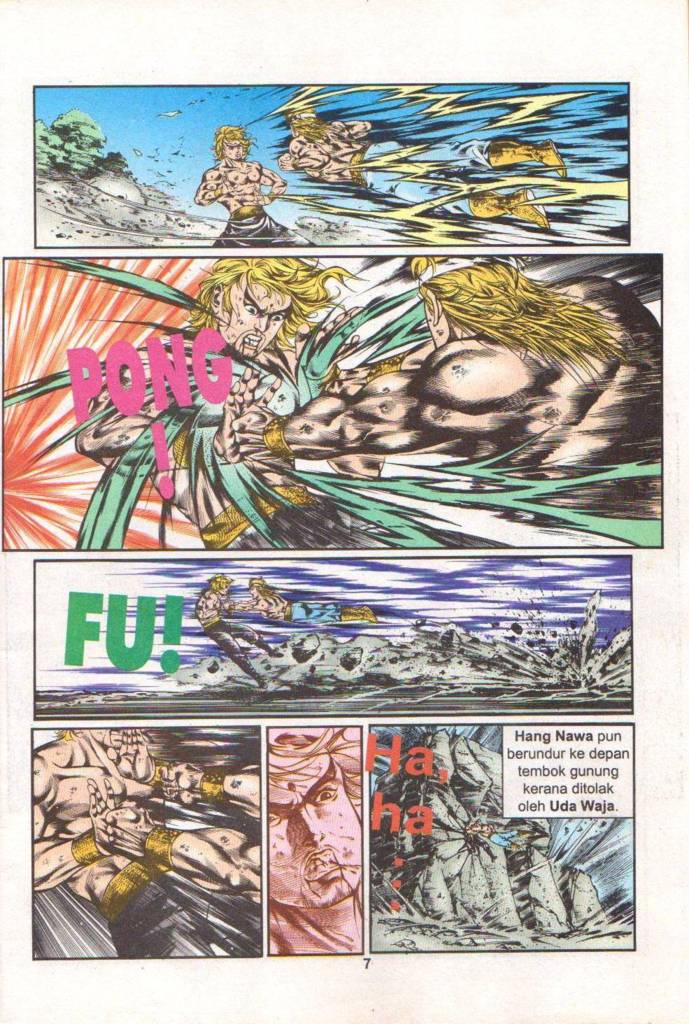 PONG
!
FU!
Ha,
ha
...
Hang Nawa pun
berundur ke depan
tembok gunung
kerana ditolak
oleh Uda Waja.
7